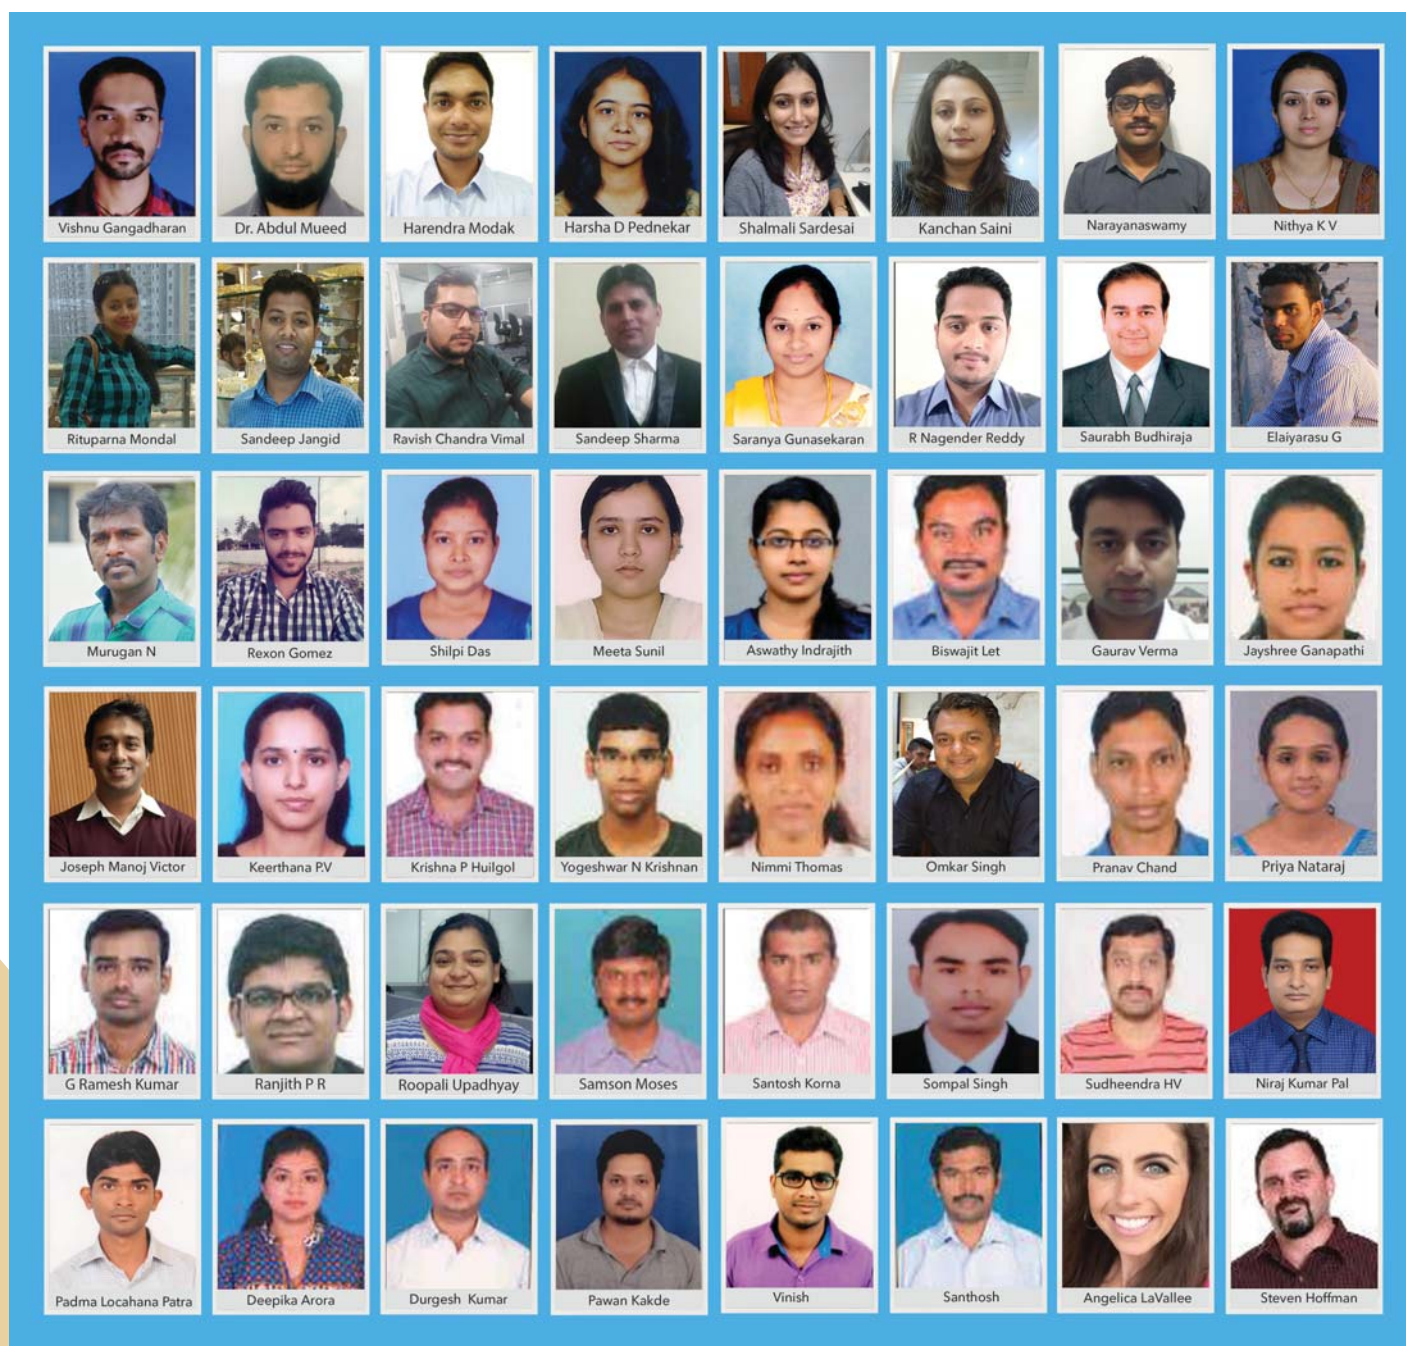 Vishnu Gangadharan
Dr. Abdul Mueed
Harendra Modak
Harsha D Pednekar
Shalmali Sardesai
Kanchan Saini
Narayanaswamy
Nithya K V
Rituparna Mondal
Sandeep Jangid
Ravish Chandra Vimal
Sandeep Sharma
Saranya Gunasekaran
R Nagender Reddy
Saurabh Budhiraja
Elaiyarasu G
Murugan N
Rexon Gomez
Shilpi Das
Meeta Sunil
Aswathy Indrajith
Biswajit Let
Gaurav Verma
Jayshree Ganapathi
Joseph Manoj Victor
Keerthana P.V
Krishna P Huilgol
Yogeshwar N Krishnan
Nimmi Thomas
Omkar Singh
Pranav Chand
Priya Nataraj
G Ramesh Kumar
Ranjith P R
Roopali Upadhyay
Samson Moses
Santosh Korna
Sompal Singh
Sudheendra HV
Niraj Kumar Pal
Padma Locahana Patra
Deepika Arora
Durgesh Kumar
Pawan Kakde
Vinish
Santhosh
Angelica LaVallee
Steven Hoffman